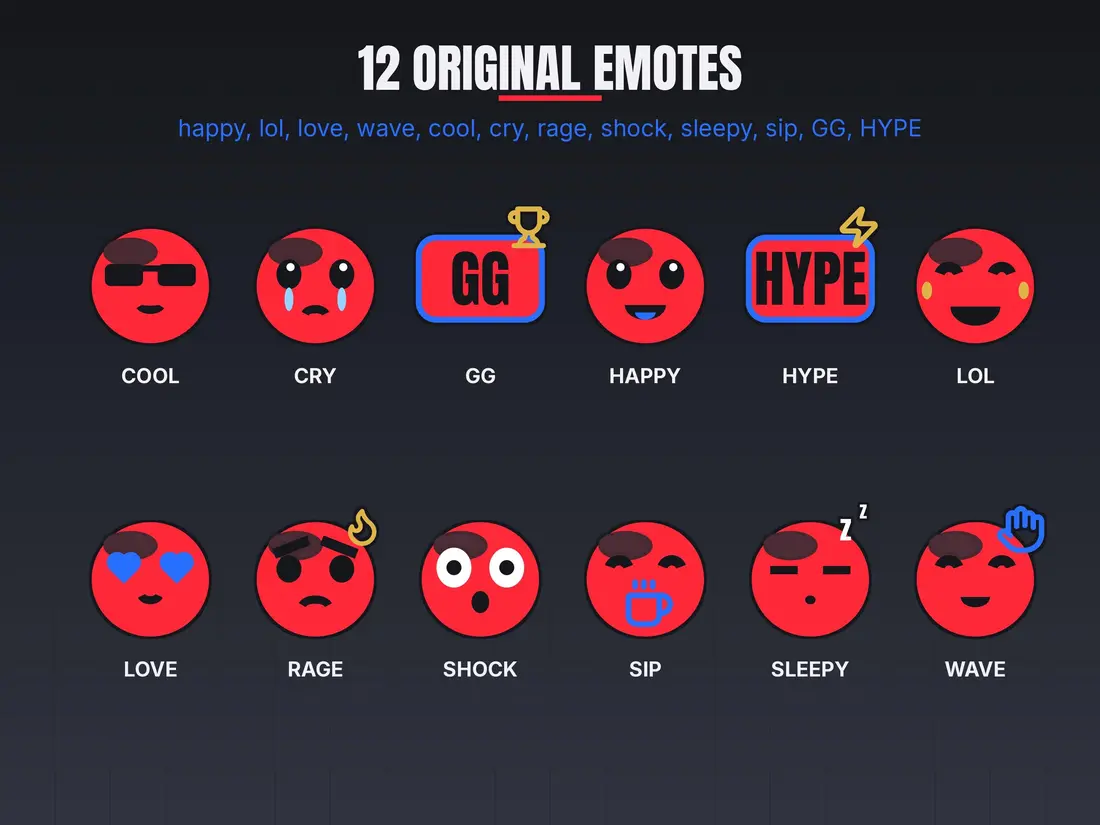 12 ORIGINAL EMOTES
happy, lol, love, wave, cool, cry, rage, shock, sleepy, sip, GG, HYPE
GG
HYPE
COOL
CRY
GG
HAPPY
HYPE
LOL
Z
Z
LOVE
RAGE
SHOCK
SIP
SLEEPY
WAVE